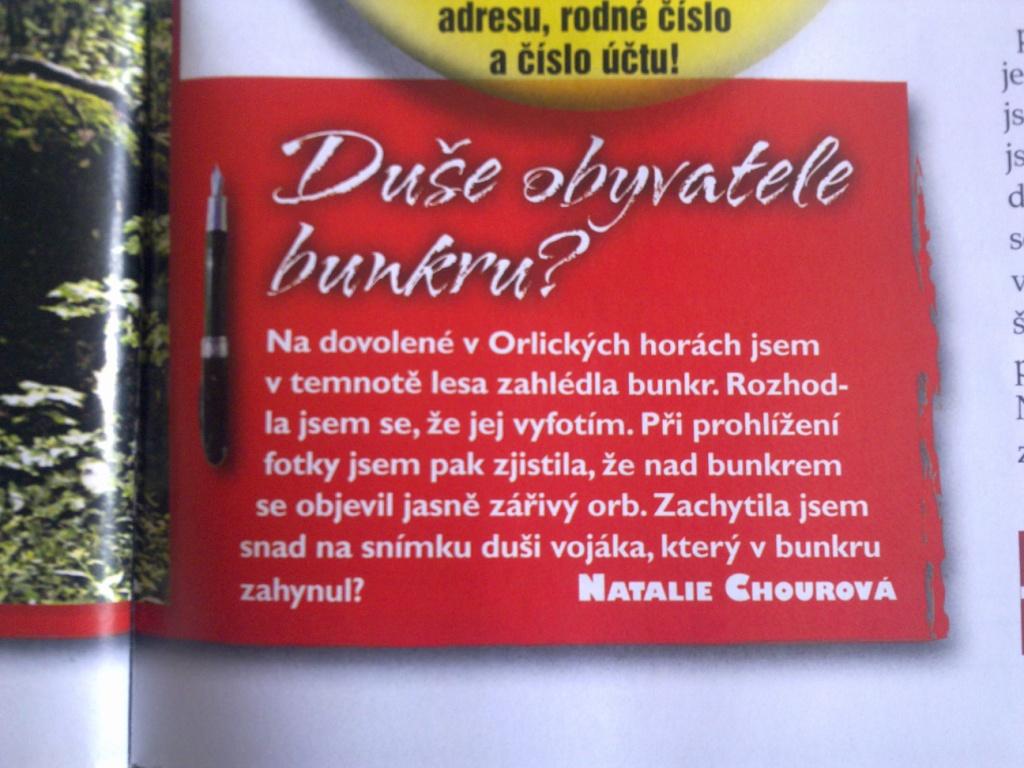 adresu, rodné číslo
a číslo účtu!
Duše obyvatele
bunkru?
Na dovolené v Orlických horách jsem
v temnotě lesa zahlédla bunkr. Rozhod-
la jsem se, že jej vyfotím. Při prohlížení
fotky jsem pak zjistila, že nad bunkrem
se objevil jasně zářivý orb. Zachytila jsem
snad na snímku duši vojáka, který v bunkru
zahynul?
NATALIE CHOUROVÁ